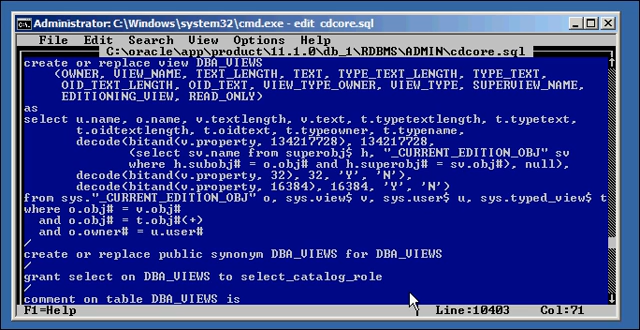 Administrator: C:\Windows\system32\cmd.exe - edit cdcore.sql
File Edit Search View Options Help
C:\oracle\app\product\11.1.0\db_1\RDBMS\ADMIN\cdcore.sql
create or replace view DBA_VIEWS
(OWNER, VIEW_NAME, TEXT_LENGTH, TEXT, TYPE_TEXT_LENGTH, TYPE_TEXT,
OID_TEXT_LENGTH, OID_TEXT, VIEW_TYPE_OWNER, VIEW_TYPE, SUPERVIEW_NAME,
EDITIONING_VIEW, READ_ONLY)
as
select u.name, o.name, v.textlength, v.text, t.typetextlength, t.typetext,
t.oidtextlength, t.oidtext, t.typeowner, t.typename,
decode(bitand(v.property, 134217728), 134217728,
(select sv.name from superobj$ h, "_CURRENT_EDITION_OBJ" sv
where h.subobj# = o.obj# and h.superobj# = sv.obj#), null),
decode(bitand(v.property, 32), 32, 'Y', 'N'),
decode(bitand(v.property, 16384), 16384, 'Y', 'N')
from sys."_CURRENT_EDITION_OBJ" o, sys.view$ v, sys.user$ u, sys.typed_view$ t
where o.obj# = v.obj#
and o.obj# = t.obj#(+)
and o.owner# = u.user#
/
create or replace public synonym DBA_VIEWS for DBA_VIEWS
/
grant select on DBA_VIEWS to select_catalog_role
/
comment on table DBA_VIEWS is
F1=Help Line:10403 Col:71